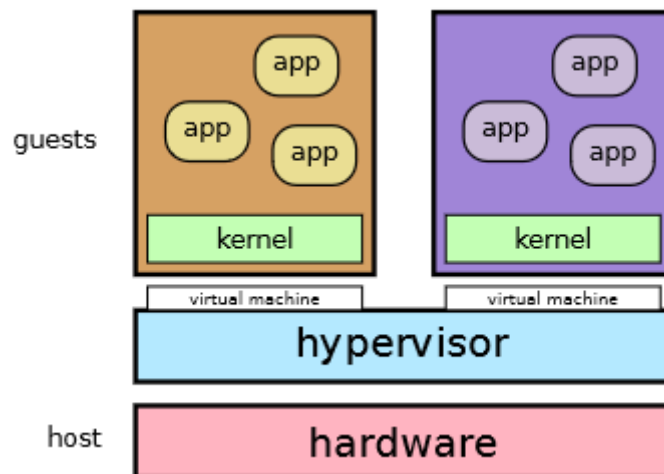 app
app
app
app
app
app
guests
kernel
kernel
virtual machine
virtual machine
hypervisor
host
hardware